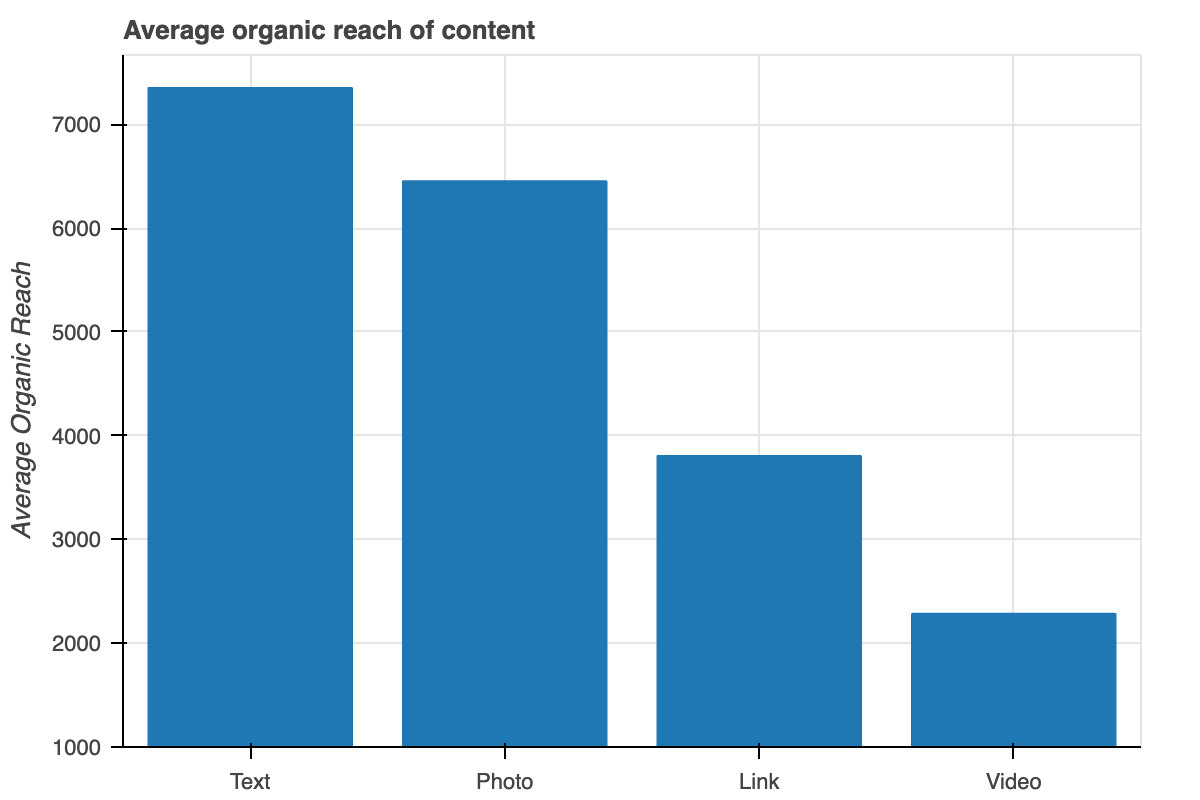 Average organic reach of content
Average Organic Reach
7000
6000
5000
4000
3000
2000
1000
Text
Photo
Link
Video